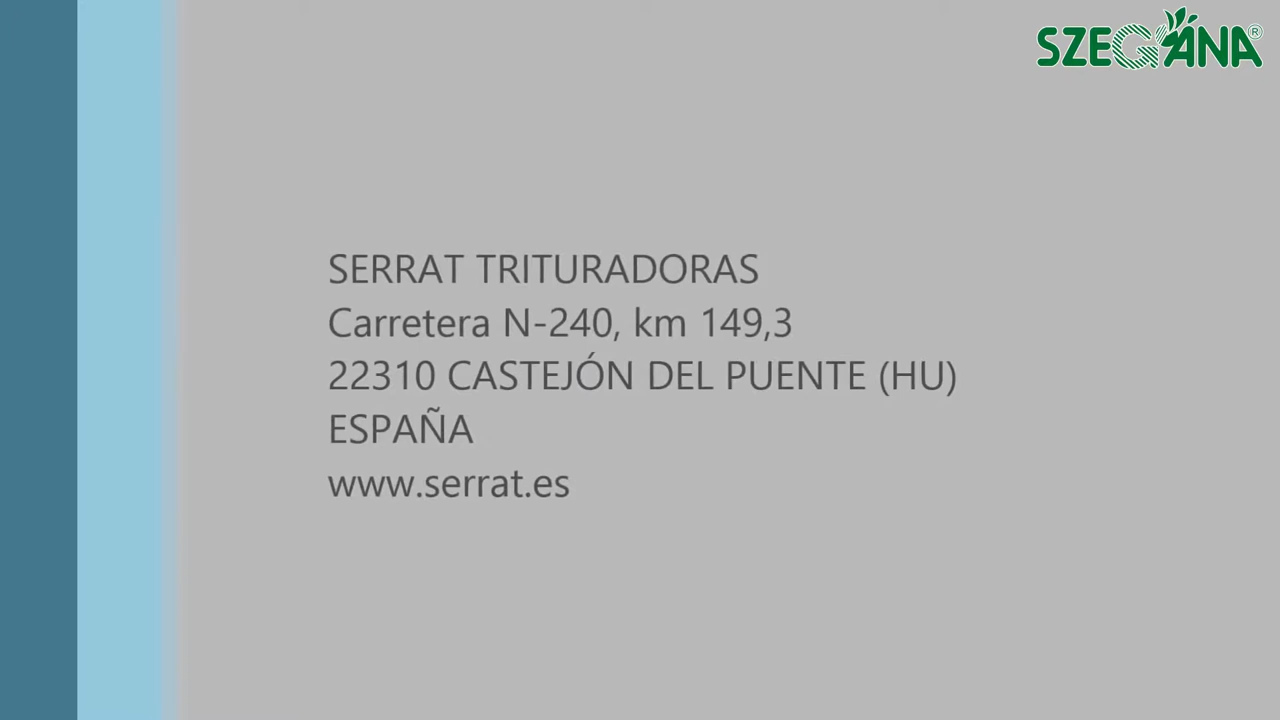 SZEGÁNA®
SERRAT TRITURADORAS
Carretera N-240, km 149,3
22310 CASTEJÓN DEL PUENTE (HU)
ESPAÑA
www.serrat.es